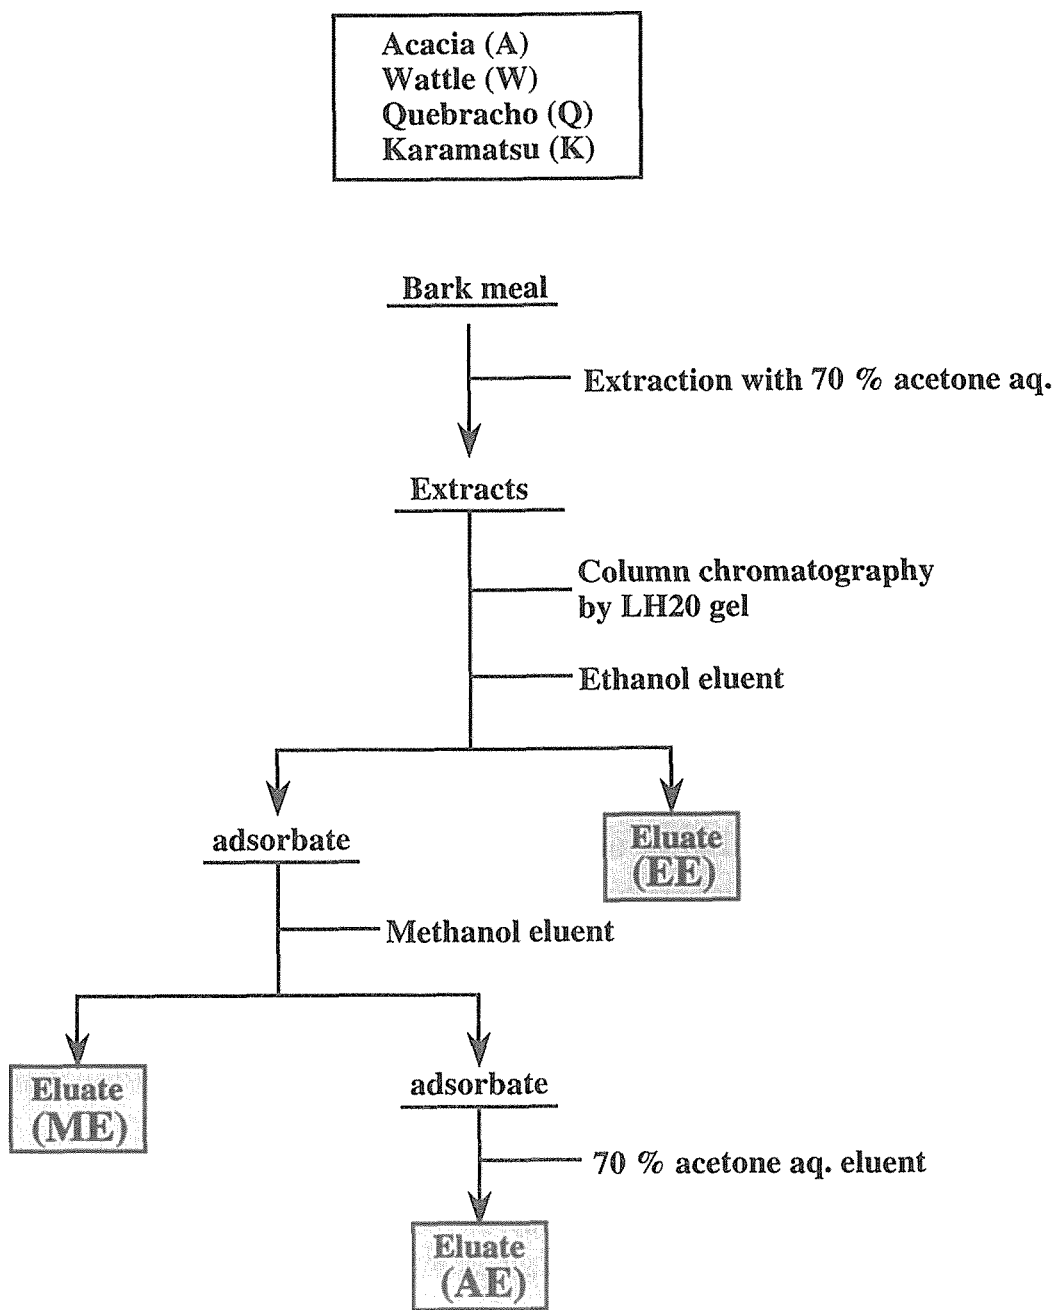 Acacia (A)
Wattle (W)
Quebracho (Q)
Karamatsu (K)
Bark meal
Extraction with 70 % acetone aq.
Extracts
Column chromatography
by LH20 gel
Ethanol eluent
adsorbate
Eluate
(EE)
Methanol eluent
Eluate
(ME)
adsorbate
70 % acetone aq. eluent
Eluate
(AE)